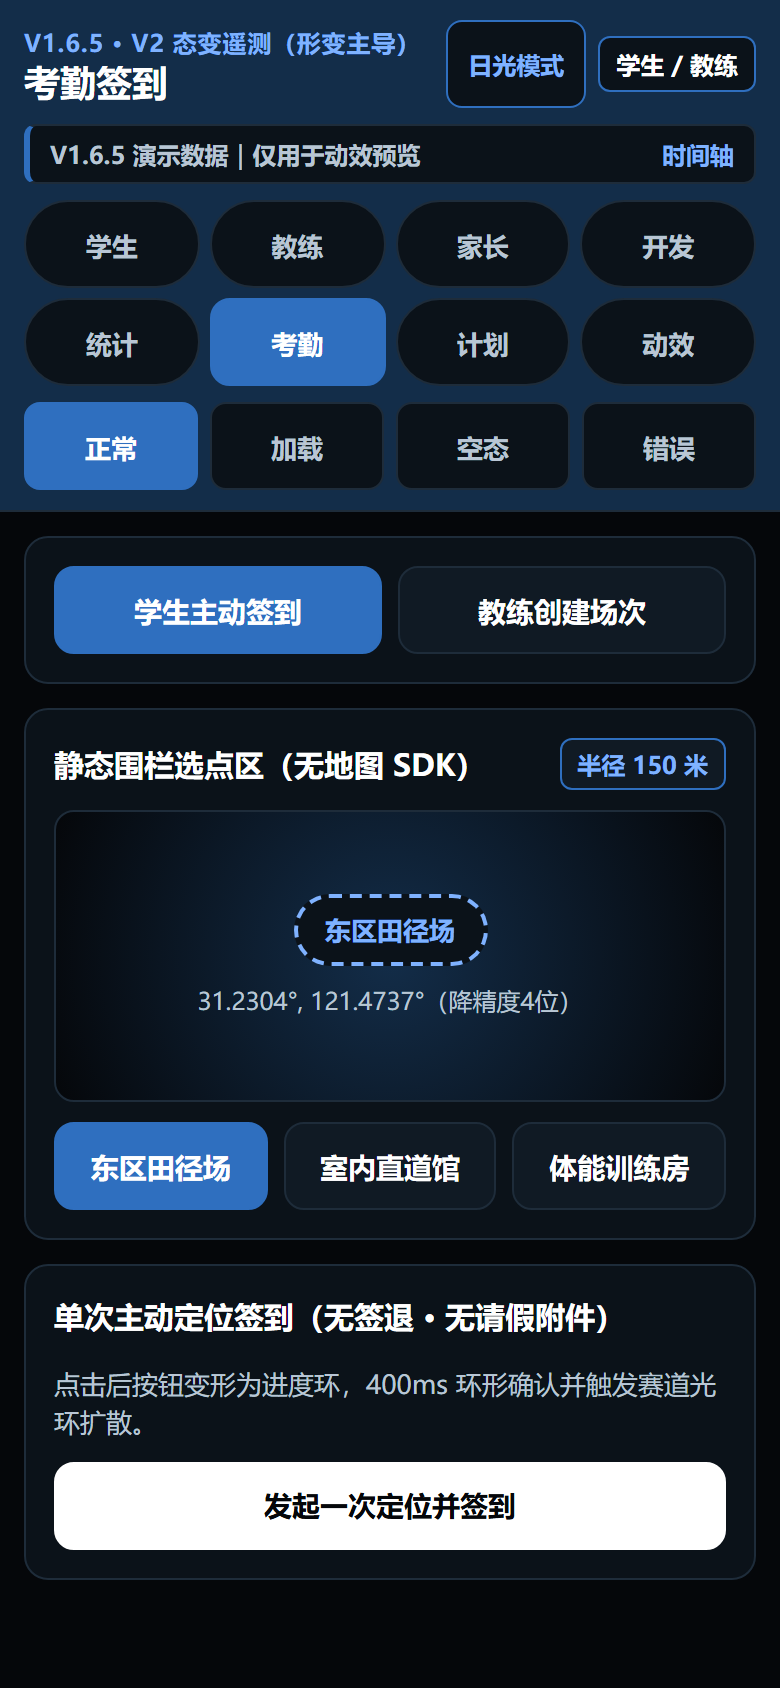 V1.6.5 • V2 态变遥测（形变主导）
考勤签到
日光模式
学生 / 教练
V1.6.5 演示数据 | 仅用于动效预览
时间轴
学生
教练
家长
开发
统计
考勤
计划
动效
正常
加载
空态
错误
学生主动签到
教练创建场次
静态围栏选点区（无地图 SDK）
半径 150 米
东区田径场
31.2304°, 121.4737°（降精度4位）
东区田径场
室内直道馆
体能训练房
单次主动定位签到（无签退 • 无请假附件）
点击后按钮变形为进度环，400ms 环形确认并触发赛道光
环扩散。
发起一次定位并签到